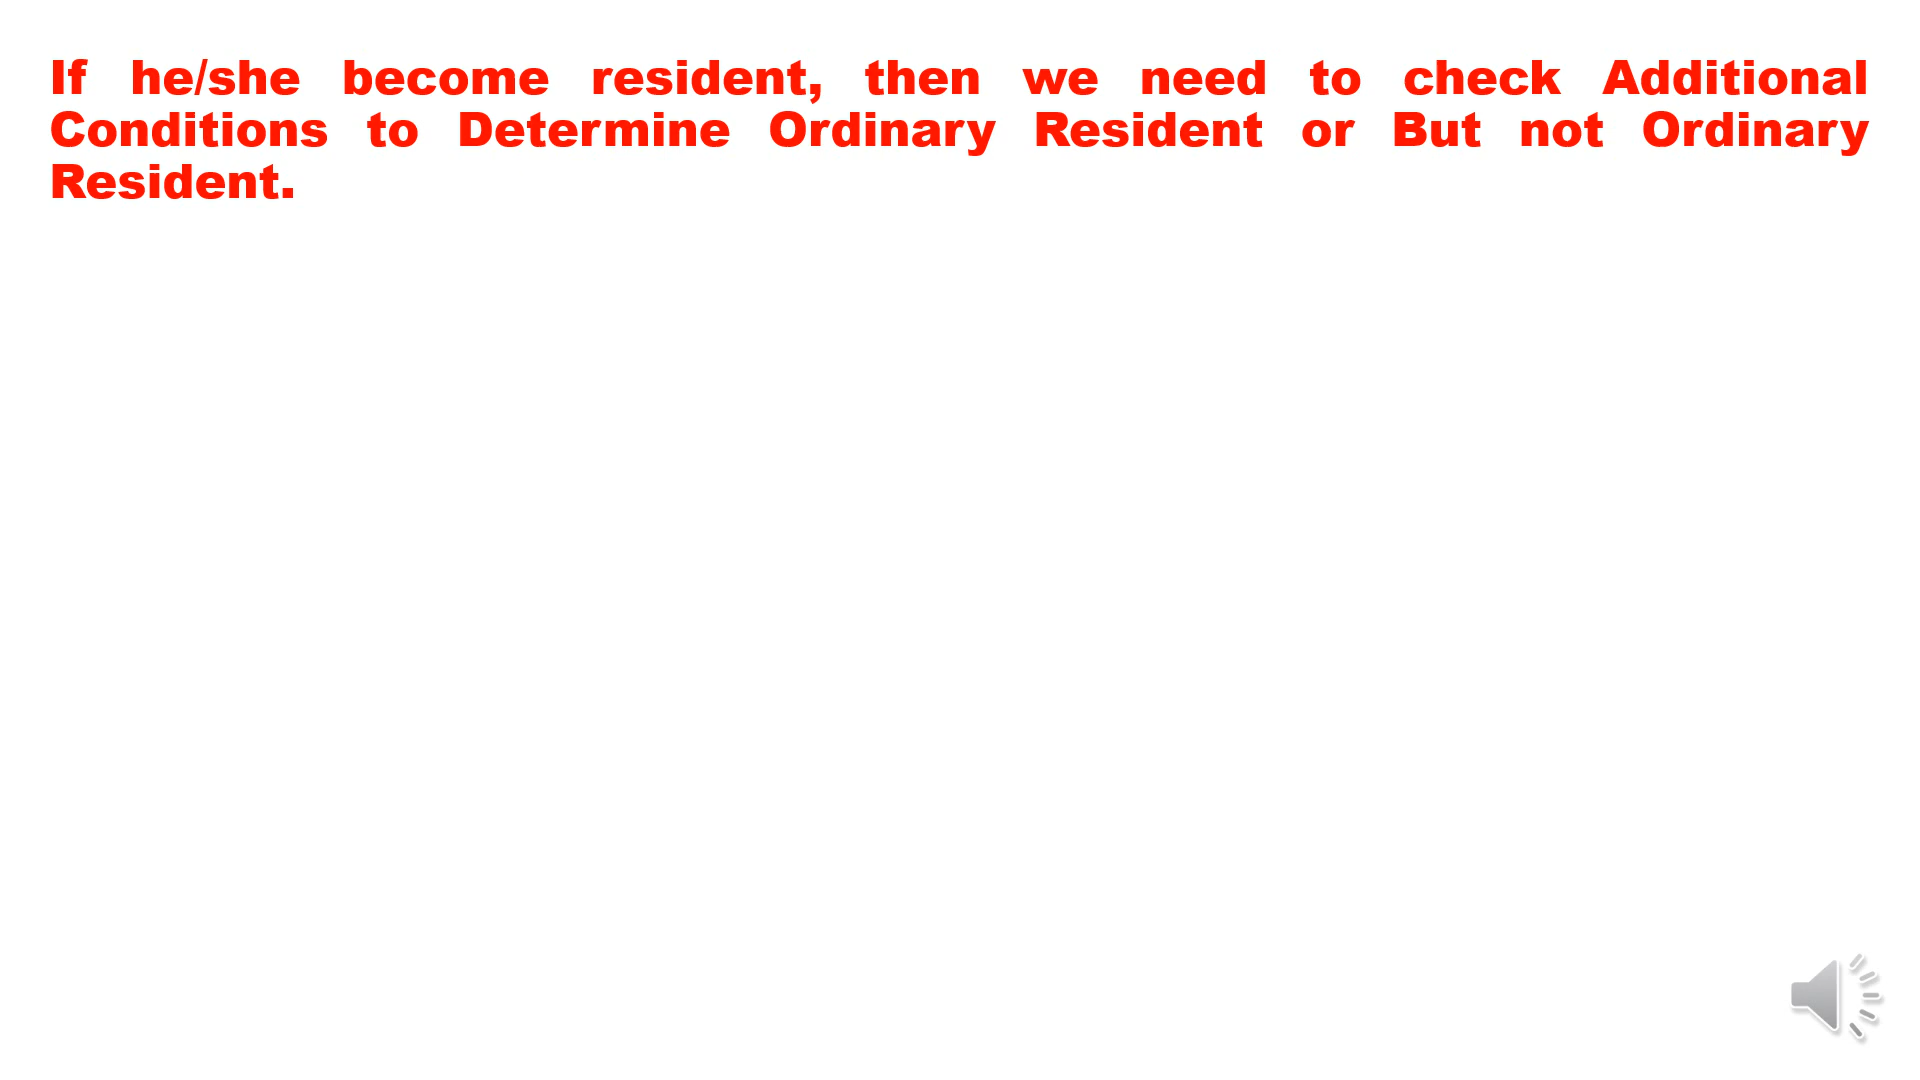 If he/she become resident, then we need to check Additional
Conditions to Determine Ordinary Resident or But not Ordinary
Resident.